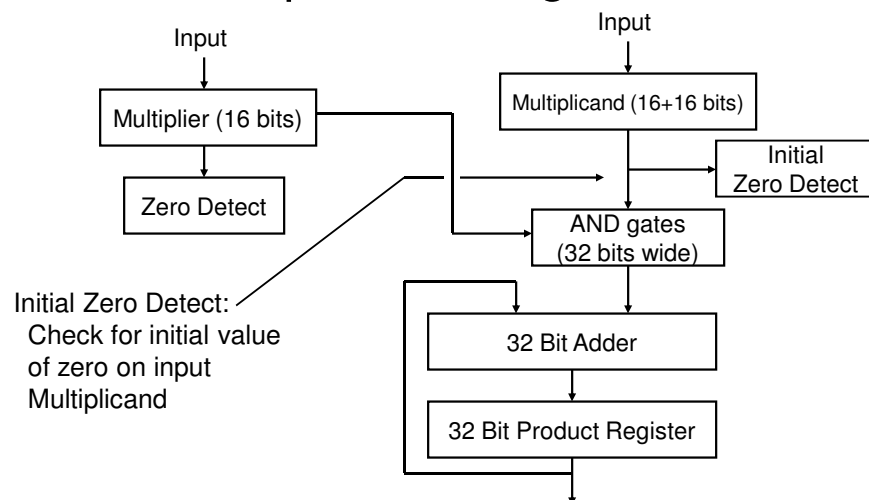 Input
Input
Multiplier (16 bits)
Multiplicand (16+16 bits)
Initial
Zero Detect
Zero Detect
AND gates
(32 bits wide)
Initial Zero Detect:
Check for initial value
of zero on input
Multiplicand
32 Bit Adder
32 Bit Product Register